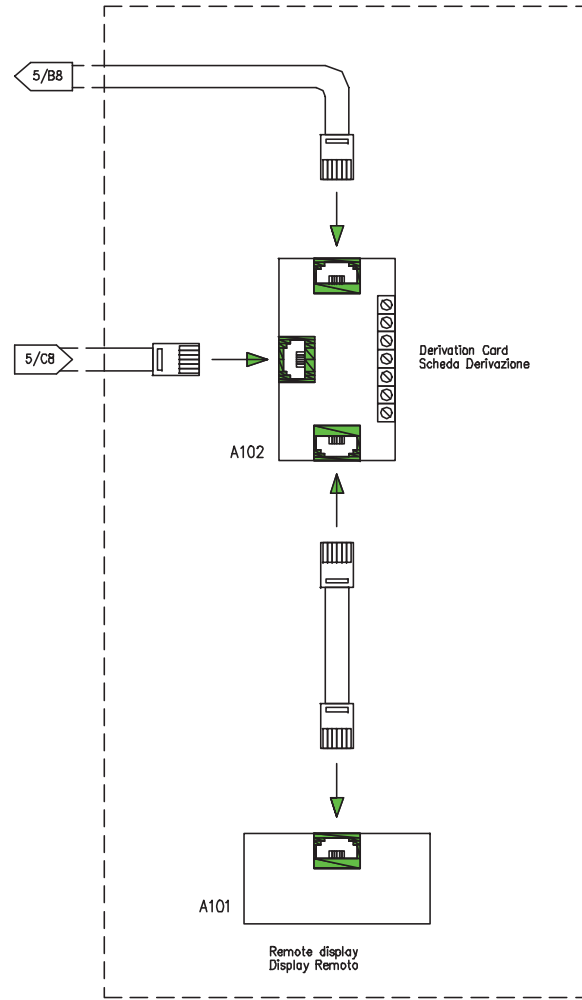 5/B8
5/C8
Derivation Card
Scheda Derivazione
A102
A101
Remote display
Display Remoto